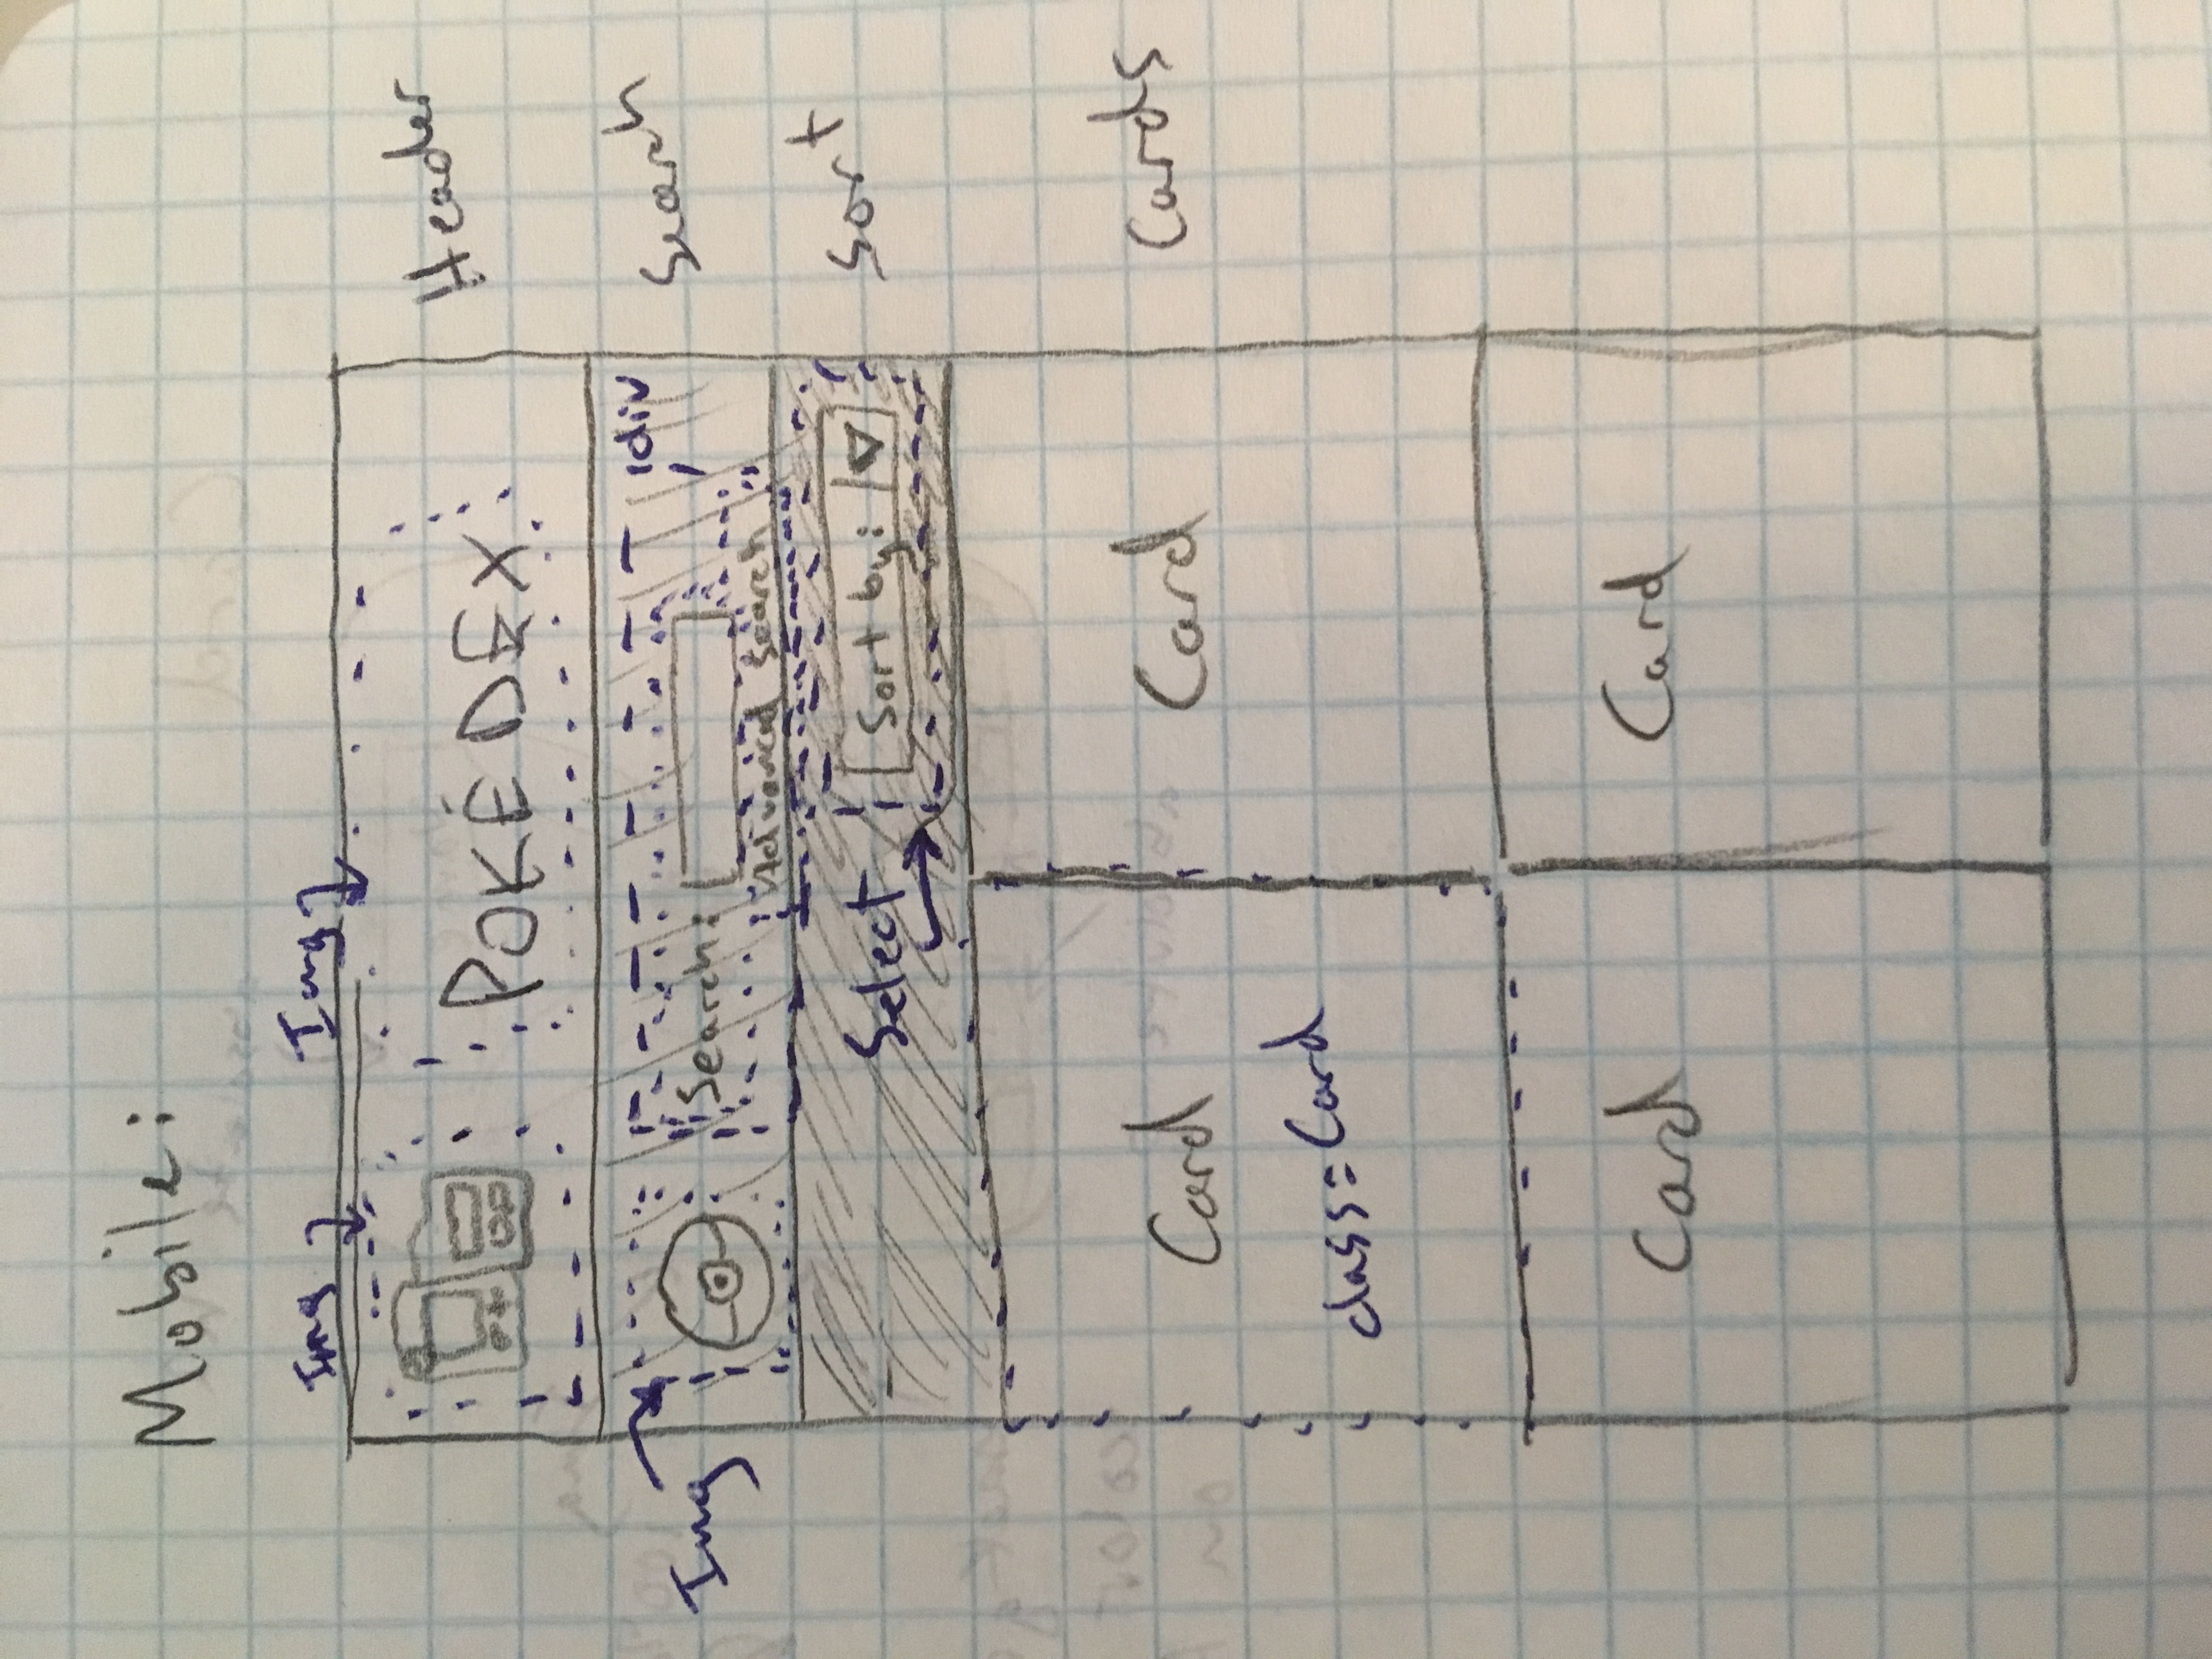 Mobile:
Img Img
POKÉDEX Header
div
Search
Img
Search:
Advanced Search
Sort
Select
Sort by:
Card Card Cards
class=Card
Card Card